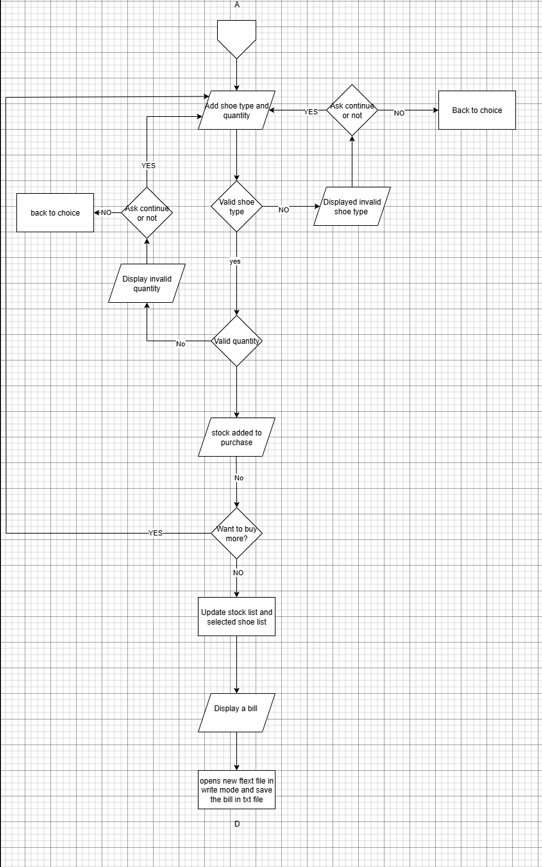 A
Add shoe type and
quantity
YES
Ask continue
or not
NO
Back to choice
YES
back to choice
NO
Ask continue
or not
Valid shoe
type
NO
Displayed invalid
shoe type
yes
Display invalid
quantity
No
Valid quantity
stock added to
purchase
No
Want to buy
more?
YES
NO
Update stock list and
selected shoe list
Display a bill
opens new ftext file in
write mode and save
the bill in txt file
D